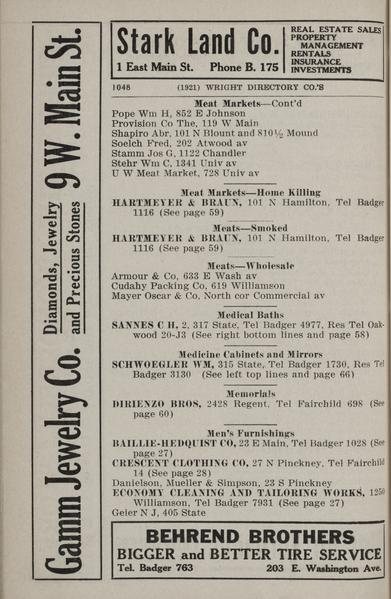 Gamm Jewelry Co. Diamonds, Jewelry and Precious Stones 9 W. Main St.
Stark Land Co.
1 East Main St. Phone B. 175
REAL ESTATE SALES
PROPERTY
MANAGEMENT
RENTALS
INSURANCE
INVESTMENTS
1048 (1921) WRIGHT DIRECTORY CO.'S
Meat Markets—Cont'd
Pope Wm H, 852 E Johnson
Provision Co The, 119 W Main
Shapiro Abr, 101 N Blount and 810½ Mound
Soelch Fred, 202 Atwood av
Stamm Jos G, 1122 Chandler
Stehr Wm C, 1341 Univ av
U W Meat Market, 728 Univ av
Meat Markets—Home Killing
HARTMEYER & BRAUN, 101 N Hamilton, Tel Badger
1116 (See page 59)
Meats—Smoked
HARTMEYER & BRAUN, 101 N Hamilton, Tel Badger
1116 (See page 59)
Meats—Wholesale
Armour & Co, 633 E Wash av
Cudahy Packing Co, 619 Williamson
Mayer Oscar & Co, North cor Commercial av
Medical Baths
SANNES C H, 2, 317 State, Tel Badger 4977, Res Tel Oak-
wood 20-J3 (See right bottom lines and page 58)
Medicine Cabinets and Mirrors
SCHWOEGLER WM, 315 State, Tel Badger 1730, Res Tel
Badger 3130 (See left top lines and page 66)
Memorials
DIRIENZO BROS, 2428 Regent, Tel Fairchild 698 (See
page 60)
Men's Furnishings
BAILLIE-HEDQUIST CO, 23 E Main, Tel Badger 1028 (See
page 27)
CRESCENT CLOTHING CO, 27 N Pinckney, Tel Fairchild
14 (See page 28)
Danielson, Mueller & Simpson, 23 S Pinckney
ECONOMY CLEANING AND TAILORING WORKS, 1250
Williamson, Tel Badger 7931 (See page 27)
Geier N J, 405 State
BEHREND BROTHERS
BIGGER and BETTER TIRE SERVICE
Tel. Badger 763 203 E. Washington Ave.